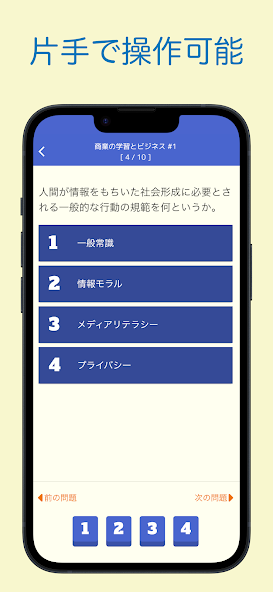 片手で操作可能
商業の学習とビジネス #1
[ 4 / 10 ]
人間が情報をもちいた社会形成に必要とさ
れる一般的な行動の規範を何というか。
1 一般常識
2 情報モラル
3 メディアリテラシー
4 プライバシー
前の問題 次の問題
1 2 3 4